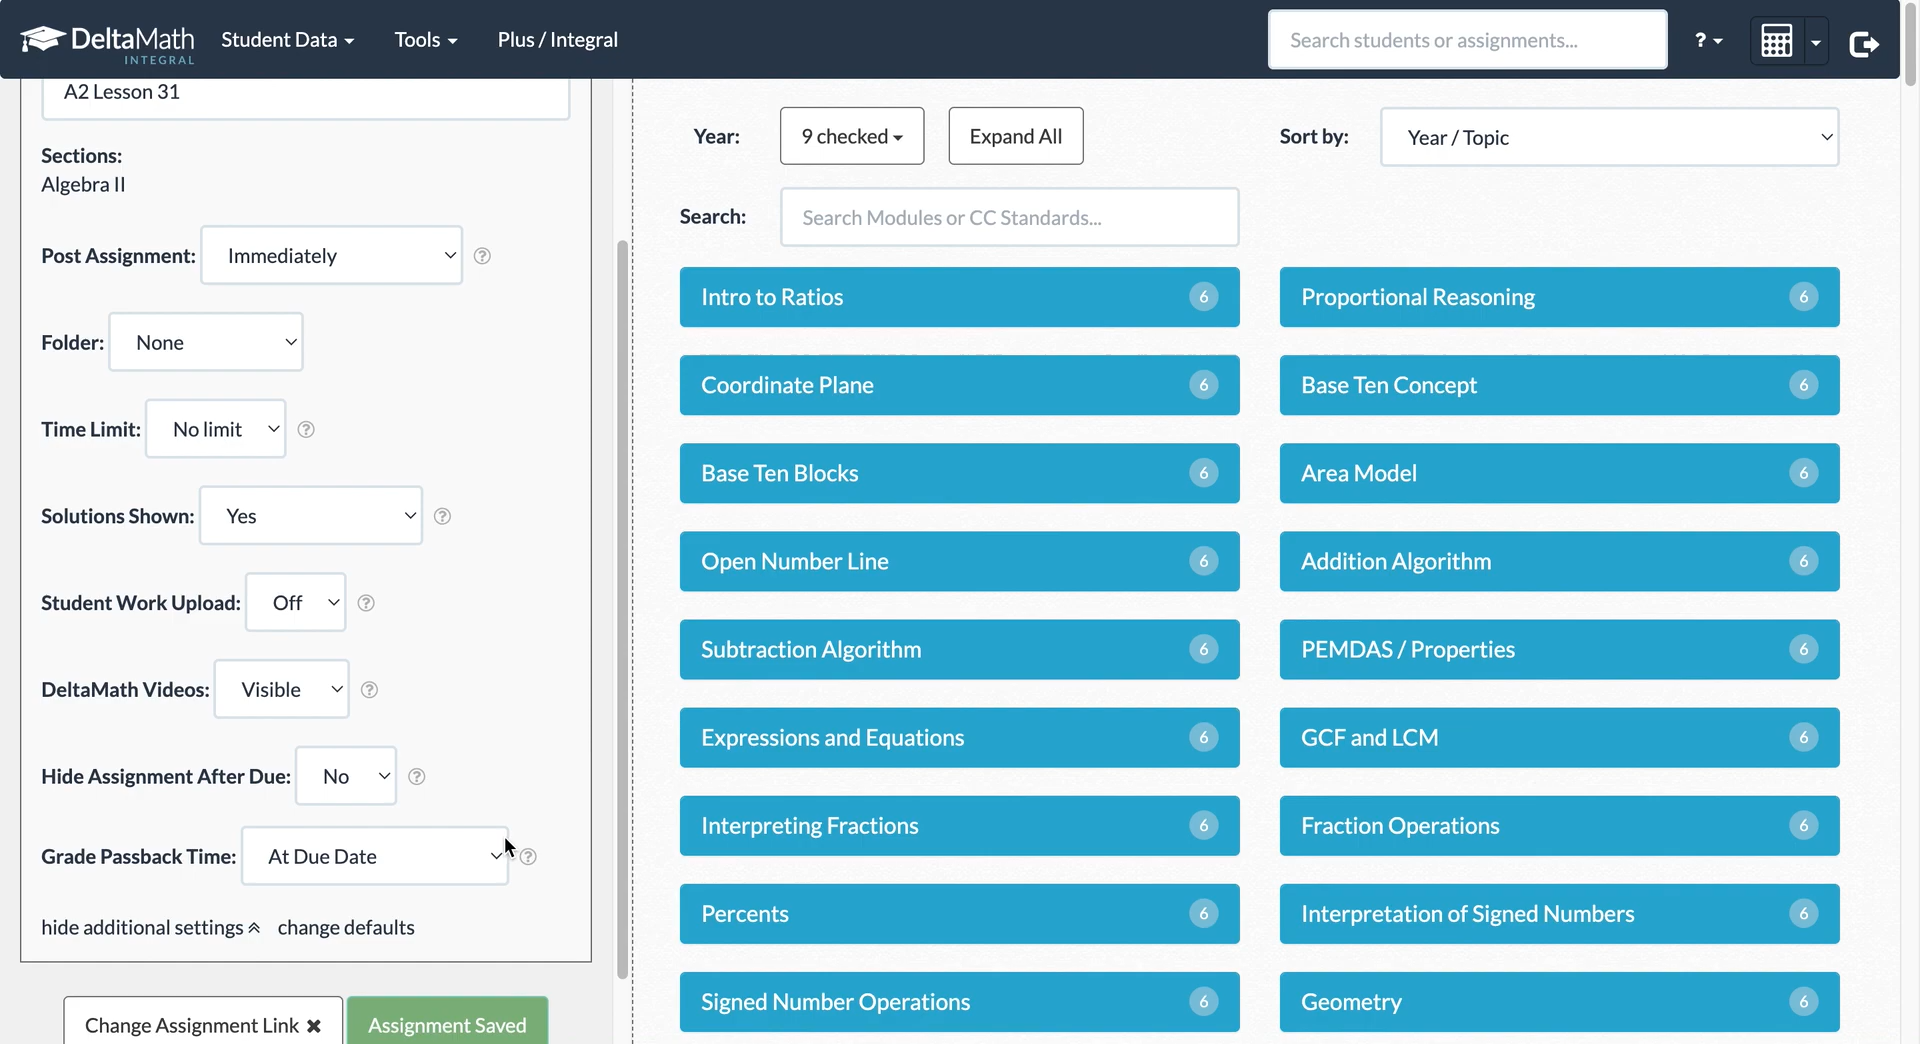 DeltaMath
INTEGRAL
Student Data
Tools
Plus / Integral
Search students or assignments...
?
A2 Lesson 31
Sections:
Algebra II
Post Assignment: Immediately ?
Folder: None
Time Limit: No limit ?
Solutions Shown: Yes ?
Student Work Upload: Off ?
DeltaMath Videos: Visible ?
Hide Assignment After Due: No ?
Grade Passback Time: At Due Date ?
hide additional settings change defaults
Change Assignment Link ✖ Assignment Saved
Year: 9 checked Expand All Sort by: Year / Topic
Search: Search Modules or CC Standards...
Intro to Ratios 6 Proportional Reasoning 6
Coordinate Plane 6 Base Ten Concept 6
Base Ten Blocks 6 Area Model 6
Open Number Line 6 Addition Algorithm 6
Subtraction Algorithm 6 PEMDAS / Properties 6
Expressions and Equations 6 GCF and LCM 6
Interpreting Fractions 6 Fraction Operations 6
Percents 6 Interpretation of Signed Numbers 6
Signed Number Operations 6 Geometry 6